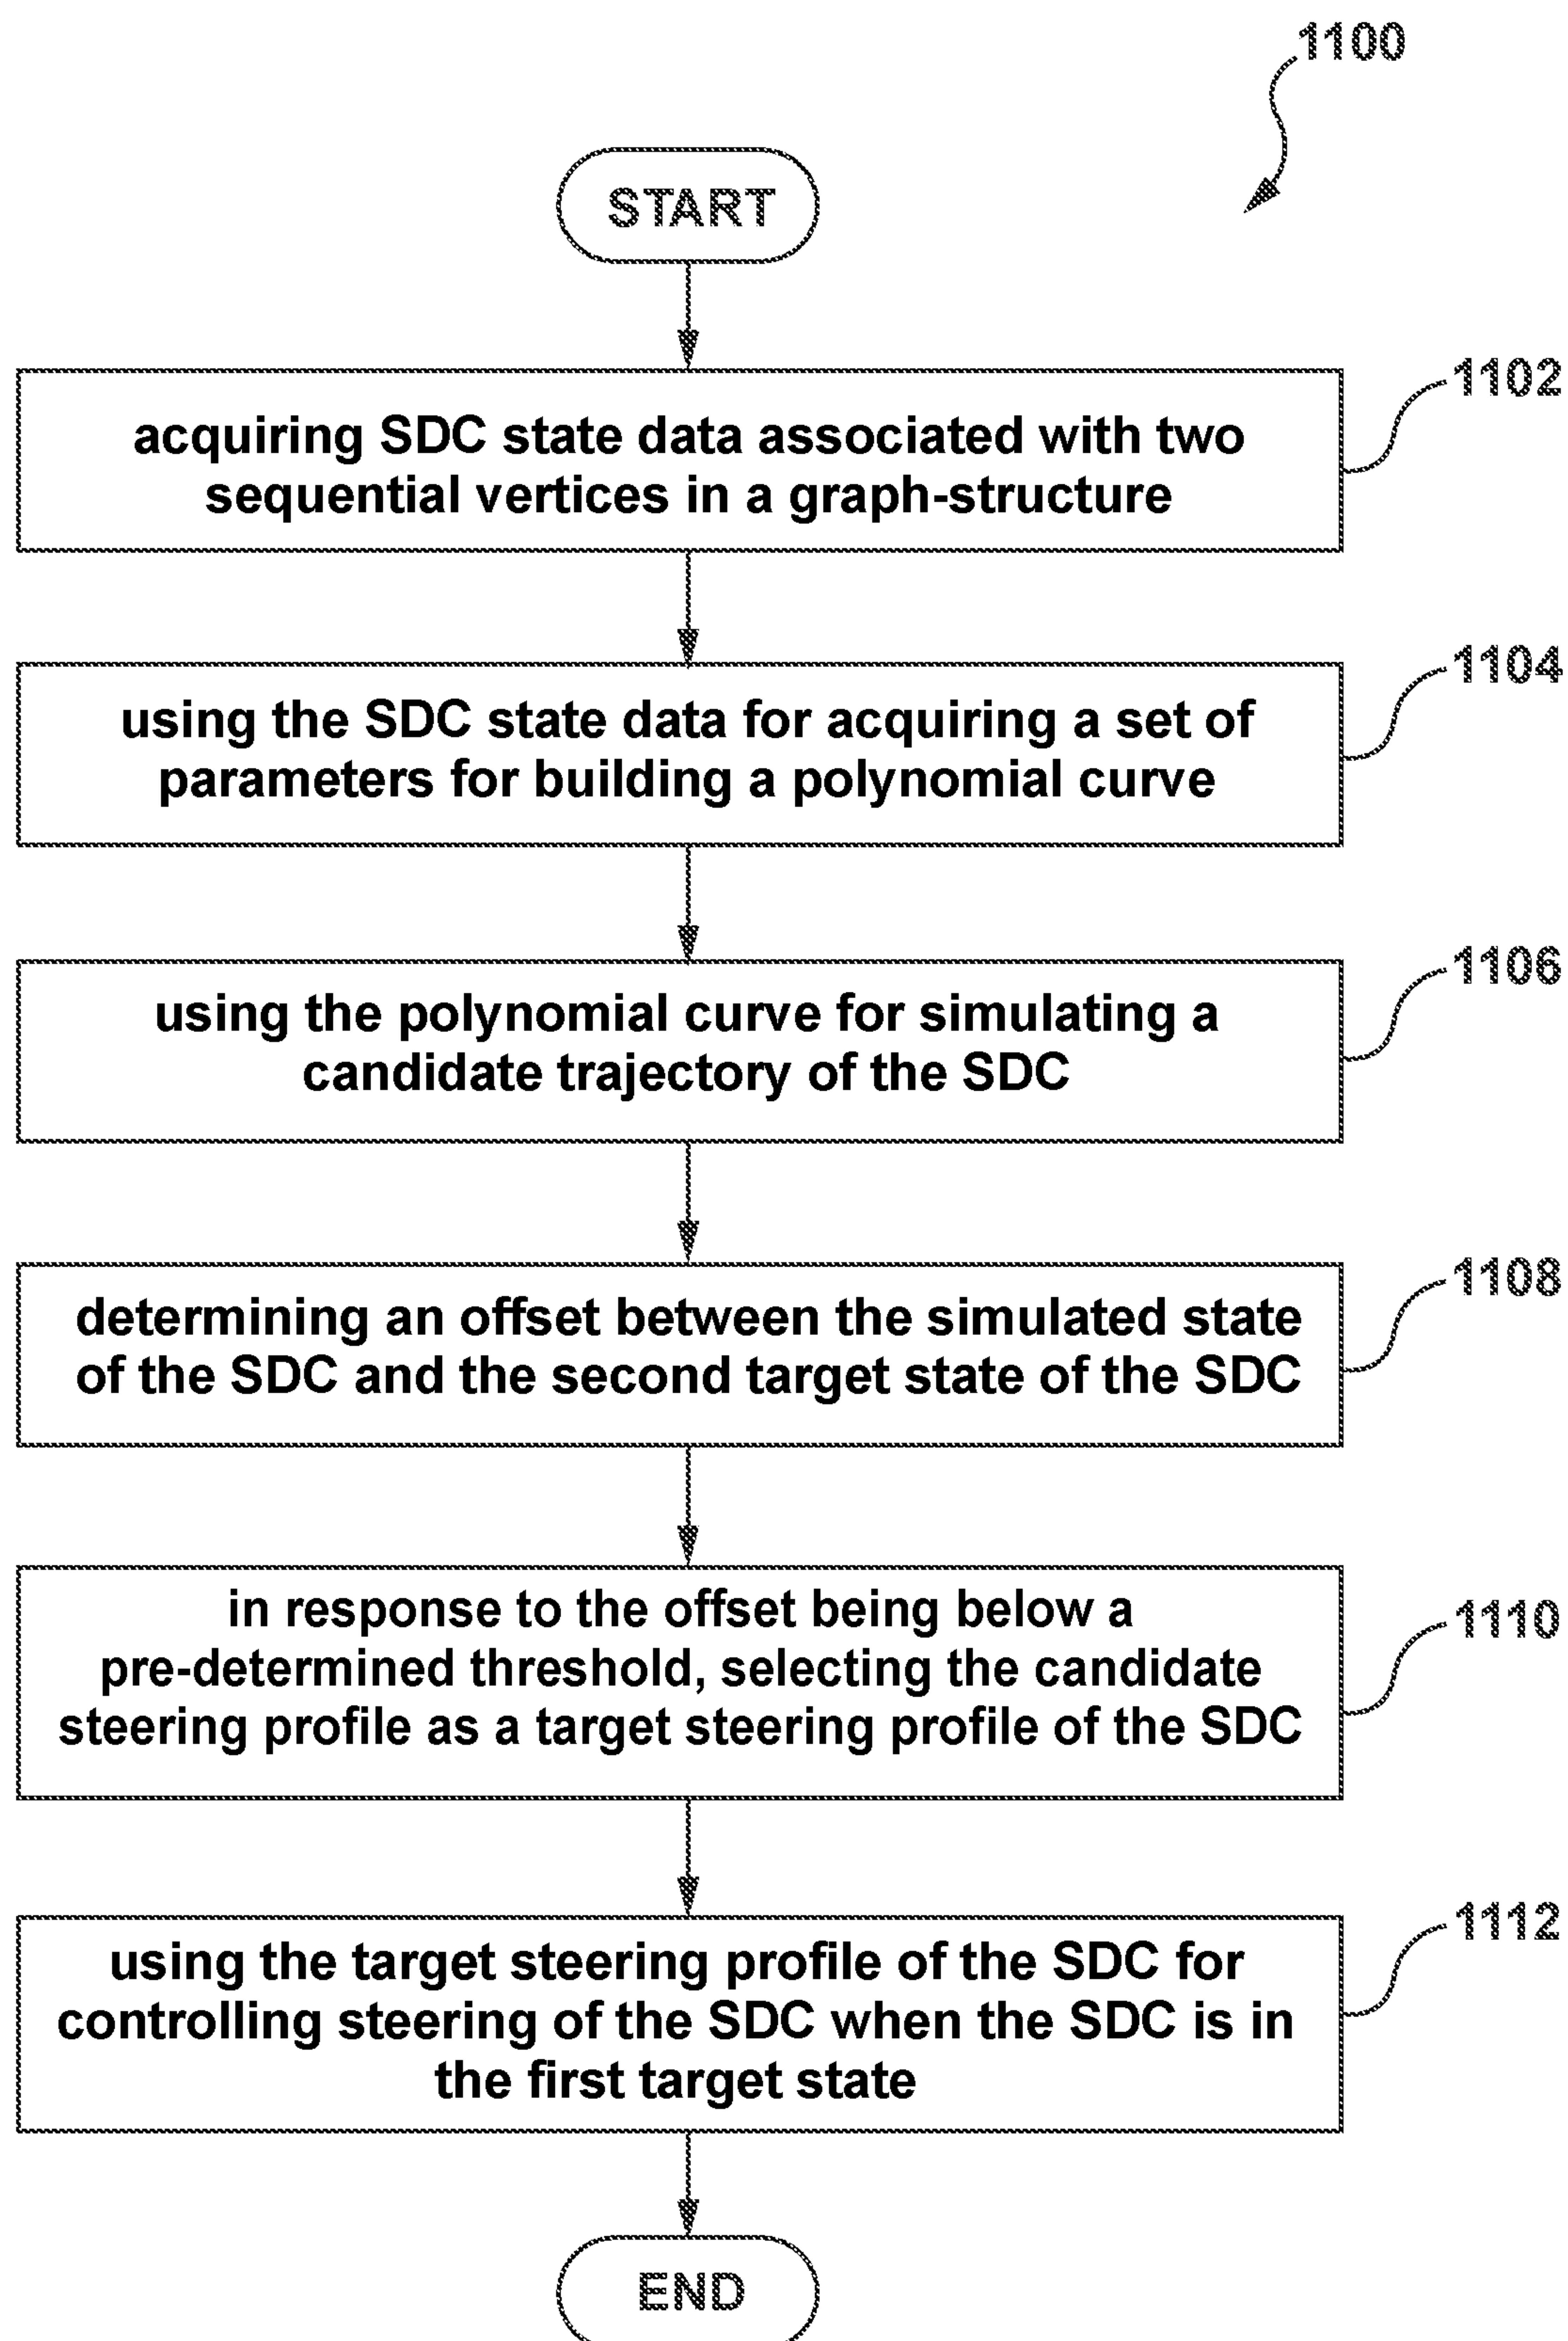 1100
START
1102
acquiring SDC state data associated with two
sequential vertices in a graph-structure
1104
using the SDC state data for acquiring a set of
parameters for building a polynomial curve
1106
using the polynomial curve for simulating a
candidate trajectory of the SDC
1108
determining an offset between the simulated state
of the SDC and the second target state of the SDC
1110
in response to the offset being below a
pre-determined threshold, selecting the candidate
steering profile as a target steering profile of the SDC
1112
using the target steering profile of the SDC for
controlling steering of the SDC when the SDC is in
the first target state
END